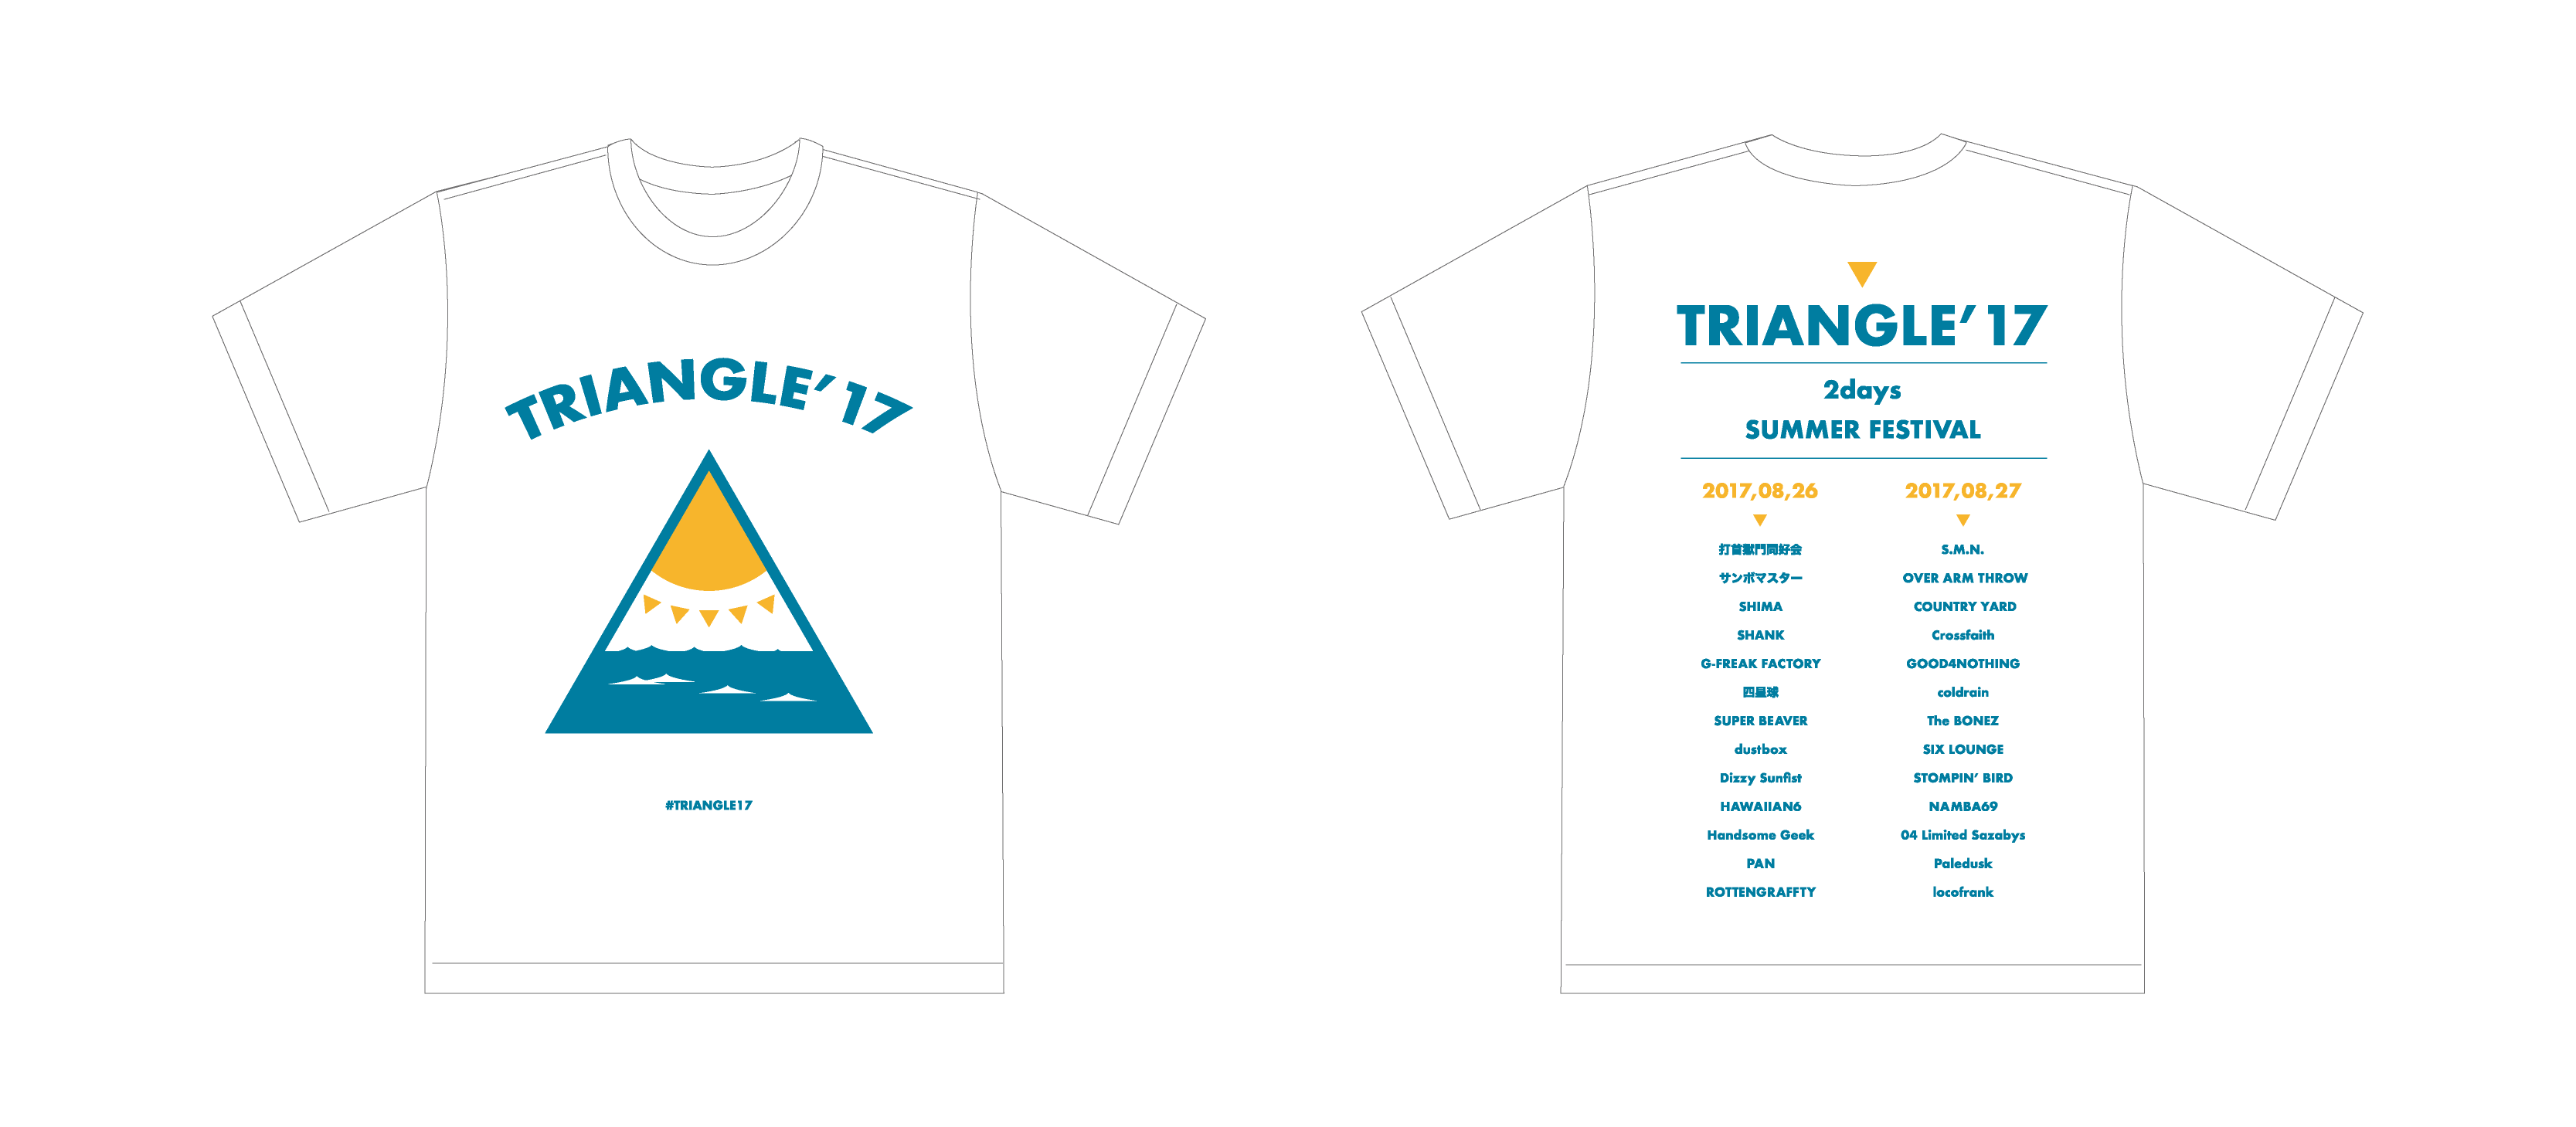 TRIANGLE’17
#TRIANGLE17
TRIANGLE’17
2days
SUMMER FESTIVAL
2017,08,26
打首獄門同好会
サンボマスター
SHIMA
SHANK
G-FREAK FACTORY
四星球
SUPER BEAVER
dustbox
Dizzy Sunfist
HAWAIIAN6
Handsome Geek
PAN
ROTTENGRAFFTY
2017,08,27
S.M.N.
OVER ARM THROW
COUNTRY YARD
Crossfaith
GOOD4NOTHING
coldrain
The BONEZ
SIX LOUNGE
STOMPIN’ BIRD
NAMBA69
04 Limited Sazabys
Paledusk
locofrank